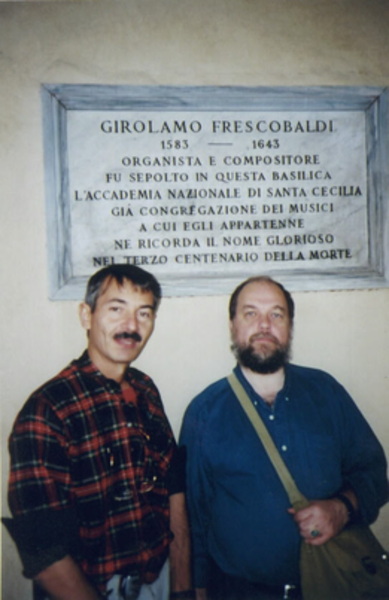 GIROLAMO FRESCOBALDI
1583 — 1643
ORGANISTA E COMPOSITORE
FU SEPOLTO IN QUESTA BASILICA
L'ACCADEMIA NAZIONALE DI SANTA CECILIA
GIÀ CONGREGAZIONE DEI MUSICI
A CUI EGLI APPARTENNE
NE RICORDA IL NOME GLORIOSO
NEL TERZO CENTENARIO DELLA MORTE